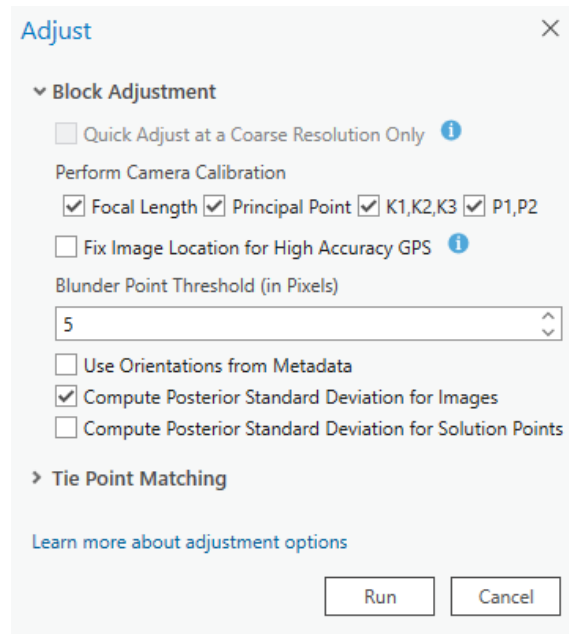 Adjust
Block Adjustment
Quick Adjust at a Coarse Resolution Only
Perform Camera Calibration
Focal Length Principal Point K1,K2,K3 P1,P2
Fix Image Location for High Accuracy GPS
Blunder Point Threshold (in Pixels)
5
Use Orientations from Metadata
Compute Posterior Standard Deviation for Images
Compute Posterior Standard Deviation for Solution Points
Tie Point Matching
Learn more about adjustment options
Run Cancel